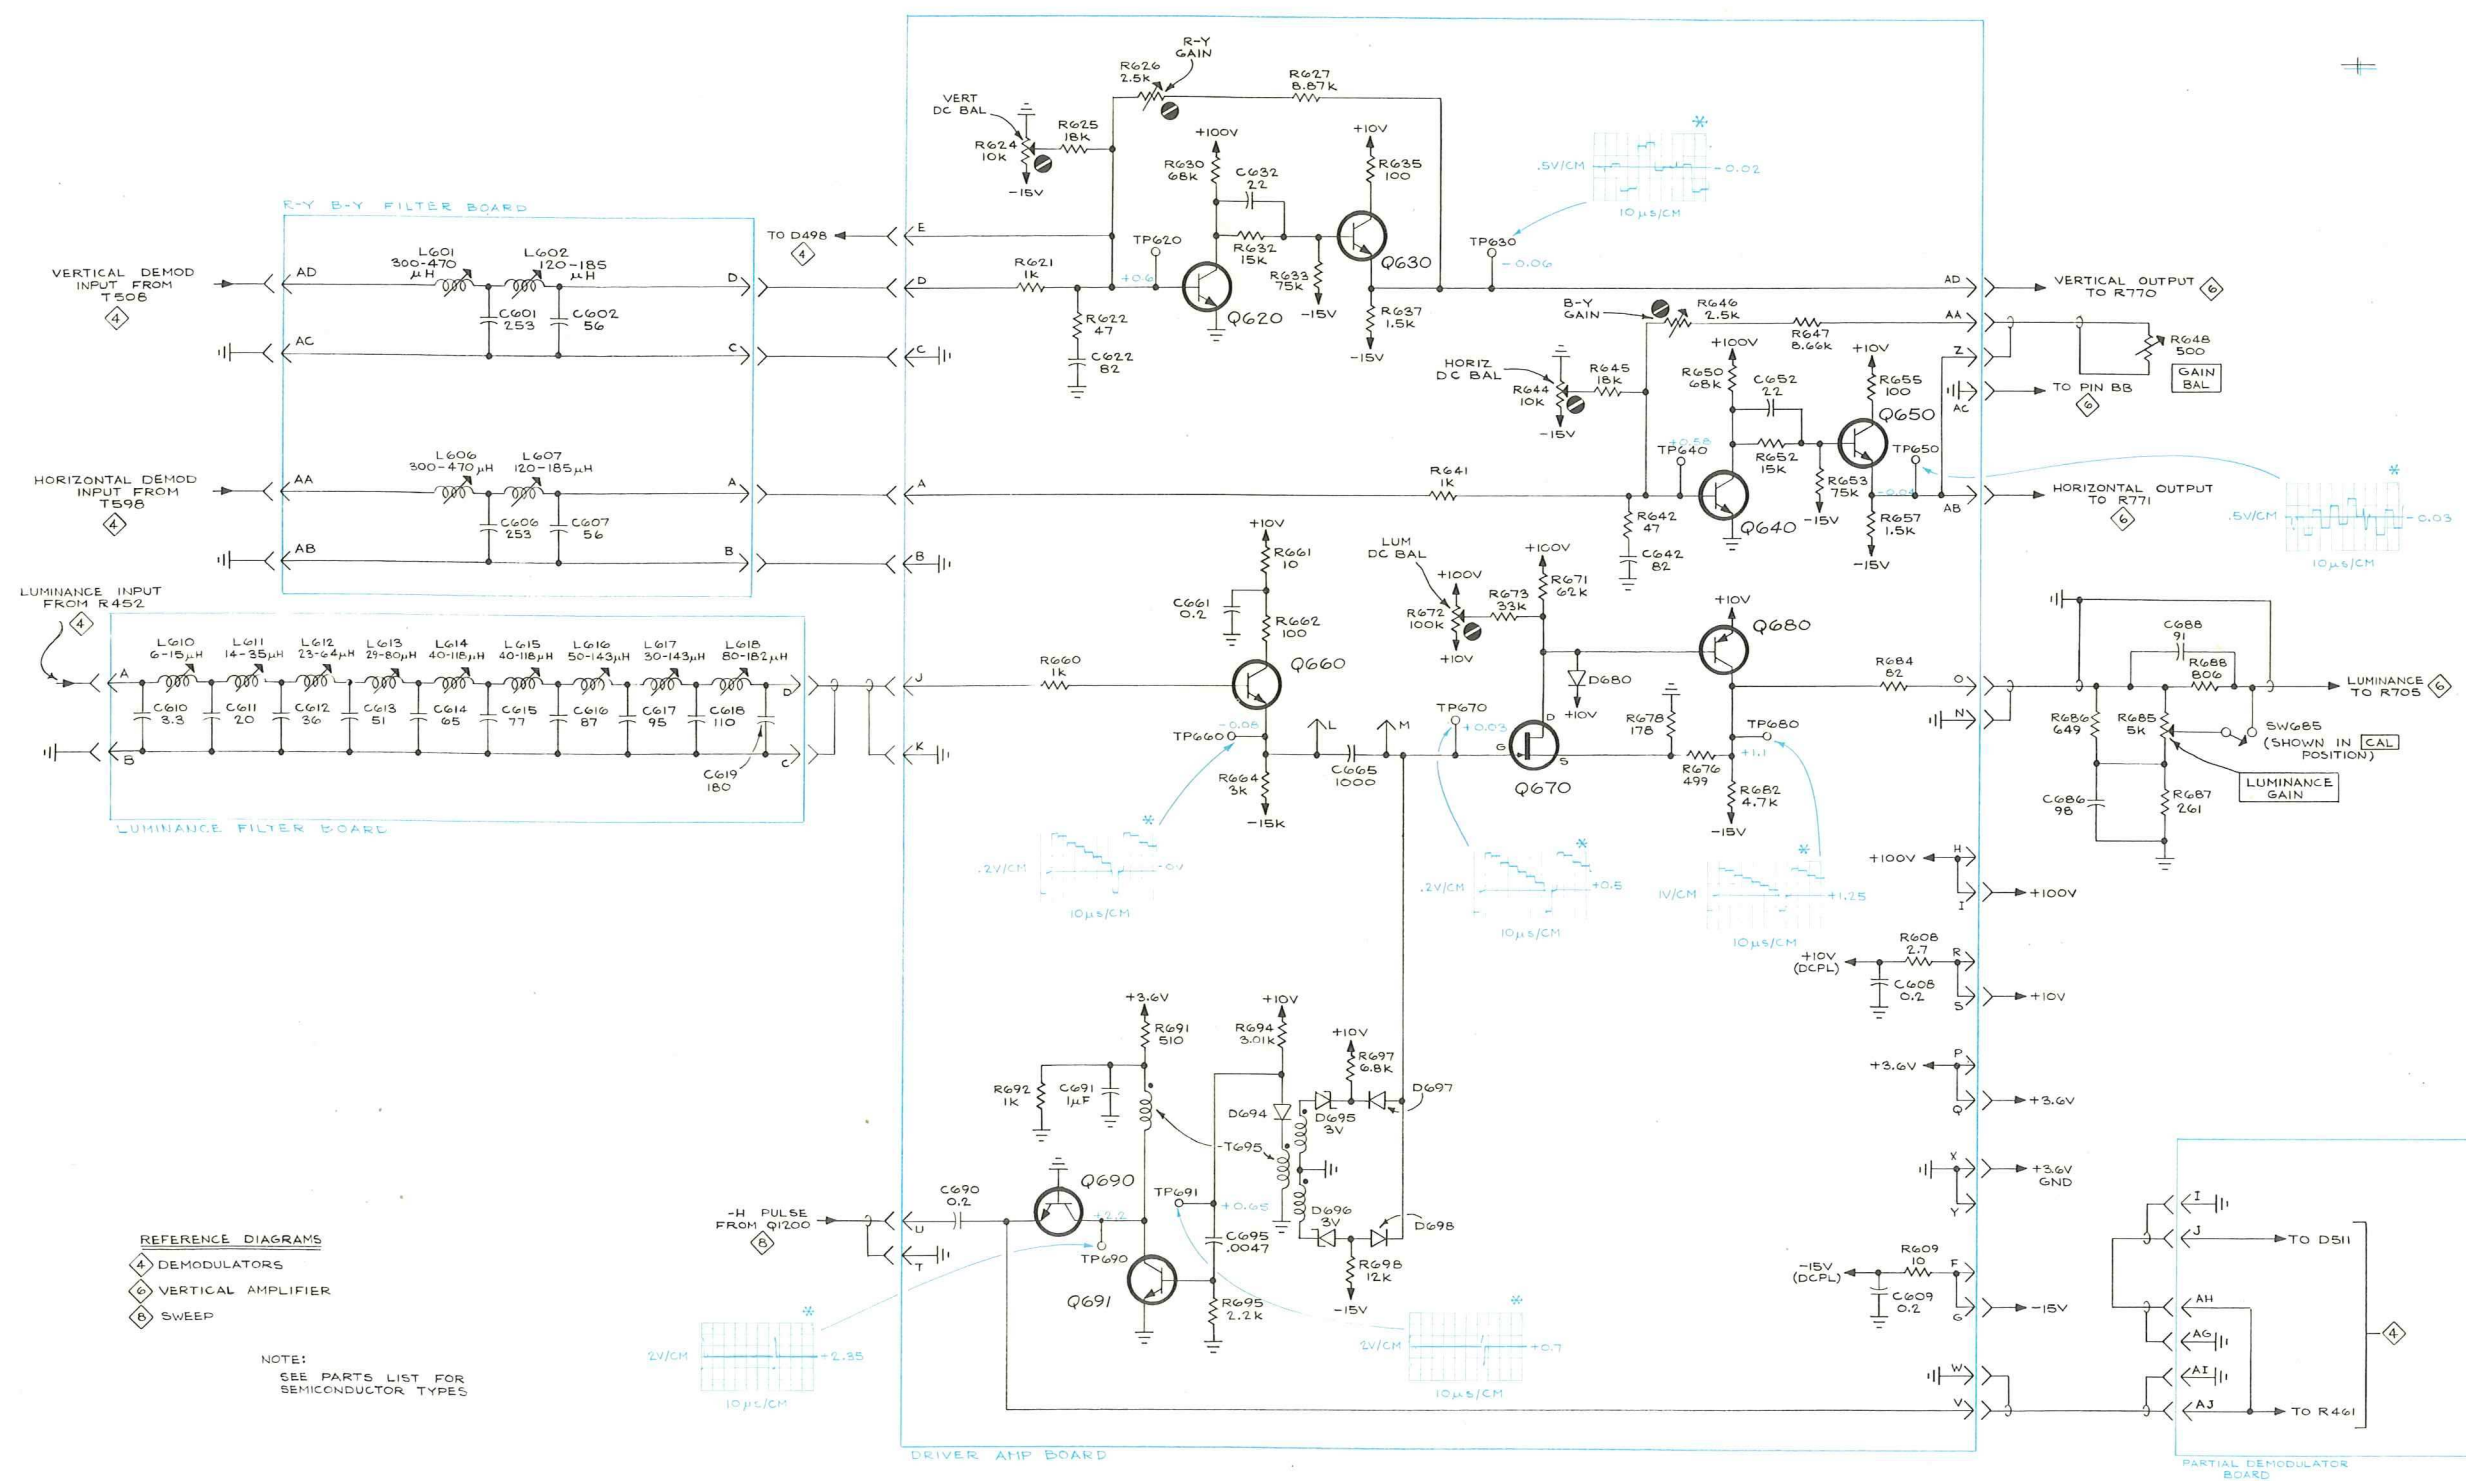 R-Y
GAIN
R626
2.5K
R627
8.87K
VERT
DC BAL
R624
10K
-15V
R625
18K
+100V
R630
68K
C632
22
R632
15K
+10V
R635
100
R633
75K
-15V
Q630
R637
1.5K
-15V
.5V/CM
-0.02
10µs/CM
*
TP630
-0.06
R-Y B-Y FILTER BOARD
TO D498
4
E
TP620
+0.6
Q620
R621
1K
R622
47
C622
82
VERTICAL DEMOD
INPUT FROM
T508
4
AD
L601
300-470
µH
L602
120-185
µH
C601
253
C602
56
D
D
AC
C
C
AD
VERTICAL OUTPUT
TO R770
6
B-Y
GAIN
R646
2.5K
R647
8.66K
AA
Z
R648
500
GAIN
BAL
AC
TO PIN BB
6
HORIZ
DC BAL
R644
10K
-15V
R645
18K
+100V
R650
68K
C652
22
R652
15K
+10V
R655
100
Q650
TP650
R653
75K
-15V
-0.04
R657
1.5K
-15V
+0.58
TP640
Q640
R641
1K
R642
47
C642
82
AB
HORIZONTAL OUTPUT
TO R771
6
*
.5V/CM
-0.03
10µs/CM
HORIZONTAL DEMOD
INPUT FROM
T598
4
AA
L606
300-470µH
L607
120-185µH
C606
253
C607
56
A
A
AB
B
B
LUMINANCE INPUT
FROM R452
4
A
L610
6-15µH
L611
14-35µH
L612
23-64µH
L613
29-80µH
L614
40-118µH
L615
40-118µH
L616
50-143µH
L617
30-143µH
L618
80-182µH
C610
3.3
C611
20
C612
36
C613
51
C614
65
C615
77
C616
87
C617
95
C618
110
C619
180
D
B
C
LUMINANCE FILTER BOARD
J
K
R660
1K
+10V
R661
10
C661
0.2
R662
100
Q660
-0.08
TP660
R664
3K
-15K
L
C665
1000
M
LUM
DC BAL
+100V
R672
100K
+10V
R673
33K
+100V
R671
62K
D680
+10V
+10V
Q680
TP670
+0.03
D
G
S
Q670
R678
178
R676
499
TP680
+1.1
R682
4.7K
-15V
R684
82
O
N
C688
91
R688
806
R686
649
R685
5K
SW685
(SHOWN IN CAL
POSITION)
LUMINANCE
GAIN
C686
98
R687
261
LUMINANCE
TO R705
6
*
.2V/CM
10µs/CM
*
.2V/CM
+0.5
10µs/CM
*
1V/CM
+1.25
10µs/CM
+100V
H
I
+100V
+10V
(DCPL)
R608
2.7
C608
0.2
R
S
+10V
+3.6V
P
Q
+3.6V
X
Y
+3.6V
GND
-15V
(DCPL)
R609
10
C609
0.2
F
G
-15V
W
V
+3.6V
R691
510
R692
1K
C691
1µF
+10V
R694
3.01K
D694
T695
+10V
R697
6.8K
D695
3V
D697
D696
3V
D698
R698
12K
-15V
-H PULSE
FROM Q1200
8
U
T
C690
0.2
Q690
+2.2
TP690
TP691
+0.65
C695
.0047
Q691
R695
2.2K
*
2V/CM
+2.35
10µs/CM
*
2V/CM
+0.7
10µs/CM
DRIVER AMP BOARD
REFERENCE DIAGRAMS
4 DEMODULATORS
6 VERTICAL AMPLIFIER
8 SWEEP
NOTE:
SEE PARTS LIST FOR
SEMICONDUCTOR TYPES
I
J
TO D511
AH
AG
AI
AJ
TO R461
4
PARTIAL DEMODULATOR
BOARD